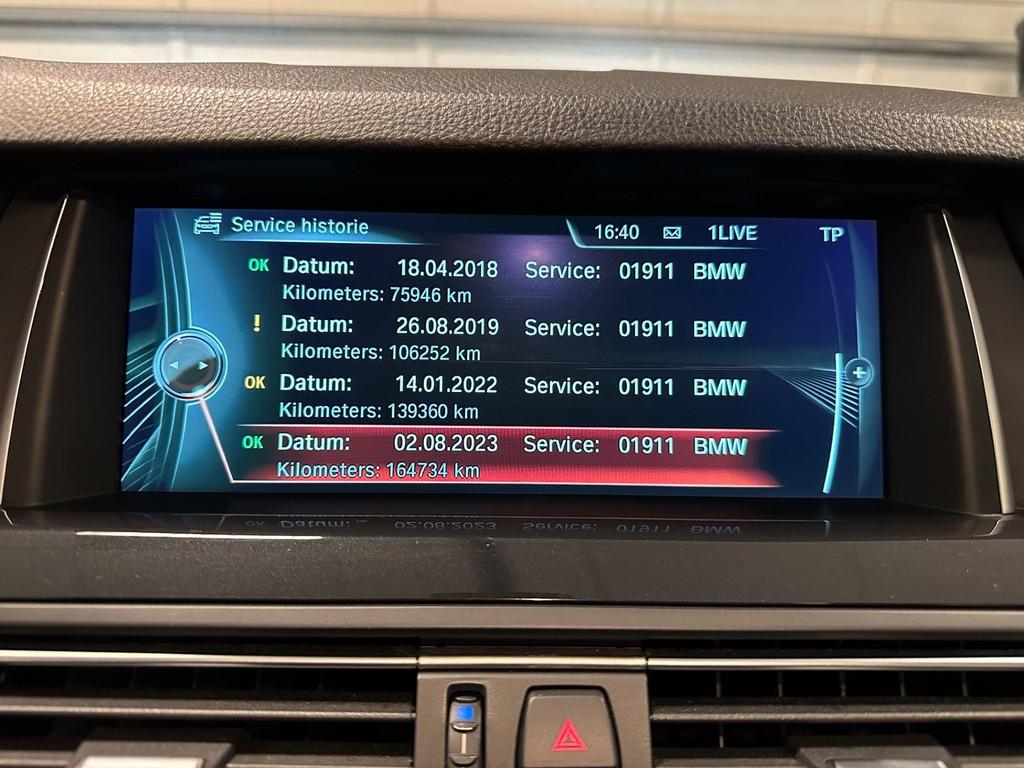 Service historie 16:40 1LIVE TP
OK Datum: 18.04.2018 Service: 01911 BMW
Kilometers: 75946 km
! Datum: 26.08.2019 Service: 01911 BMW
Kilometers: 106252 km
OK Datum: 14.01.2022 Service: 01911 BMW
Kilometers: 139360 km
OK Datum: 02.08.2023 Service: 01911 BMW
Kilometers: 164734 km